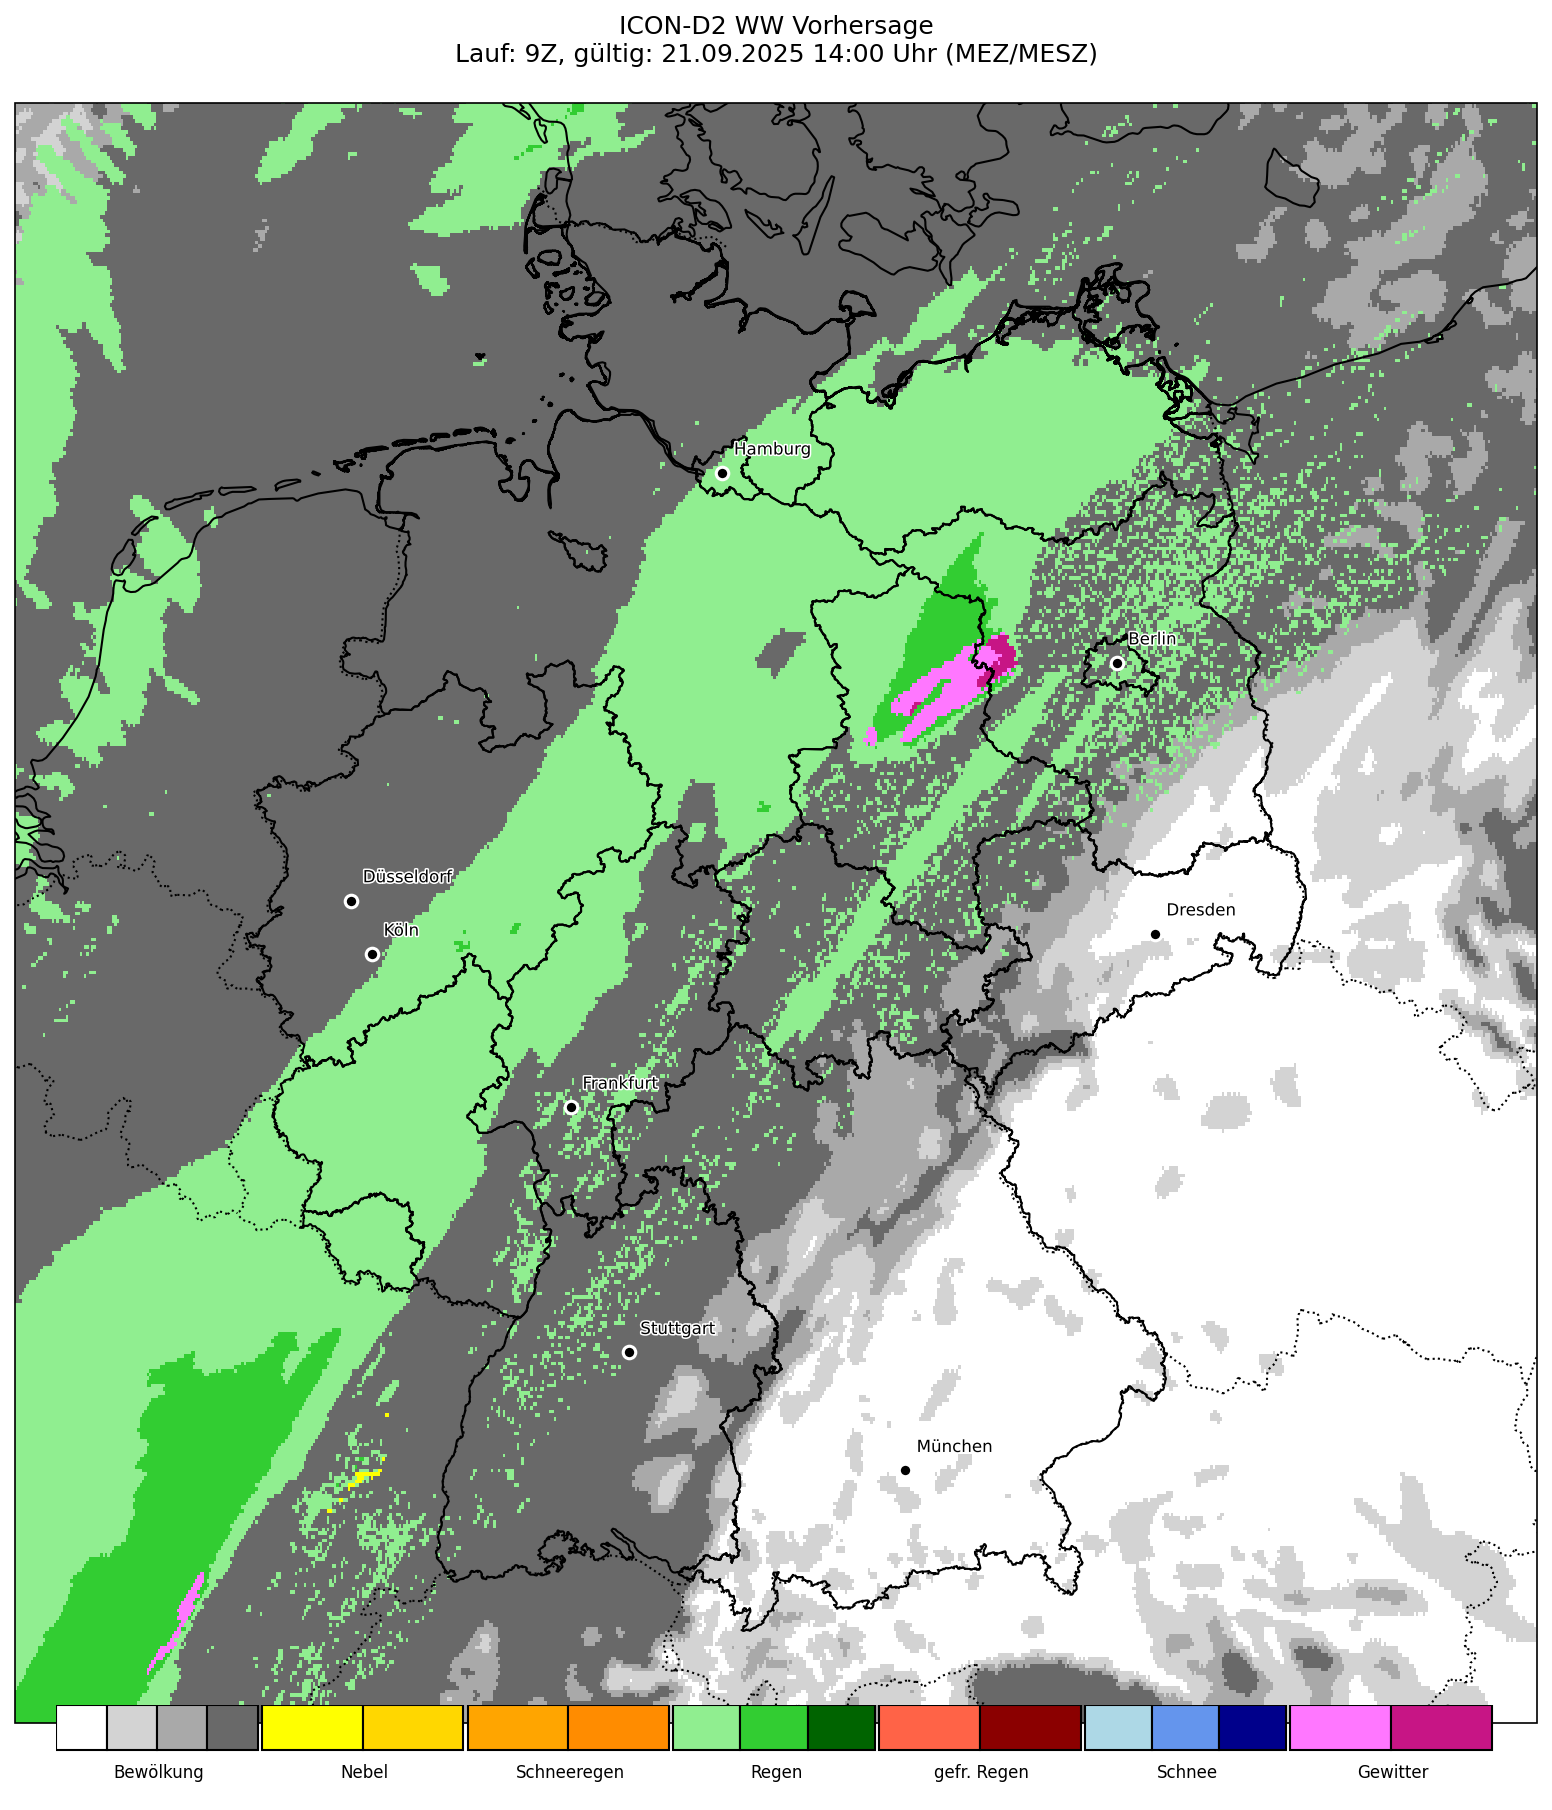 ICON-D2 WW Vorhersage
Lauf: 9Z, gültig: 21.09.2025 14:00 Uhr (MEZ/MESZ)
Hamburg
Berlin
Düsseldorf
Köln
Dresden
Frankfurt
Stuttgart
München
Bewölkung
Nebel
Schneeregen
Regen
gefr. Regen
Schnee
Gewitter